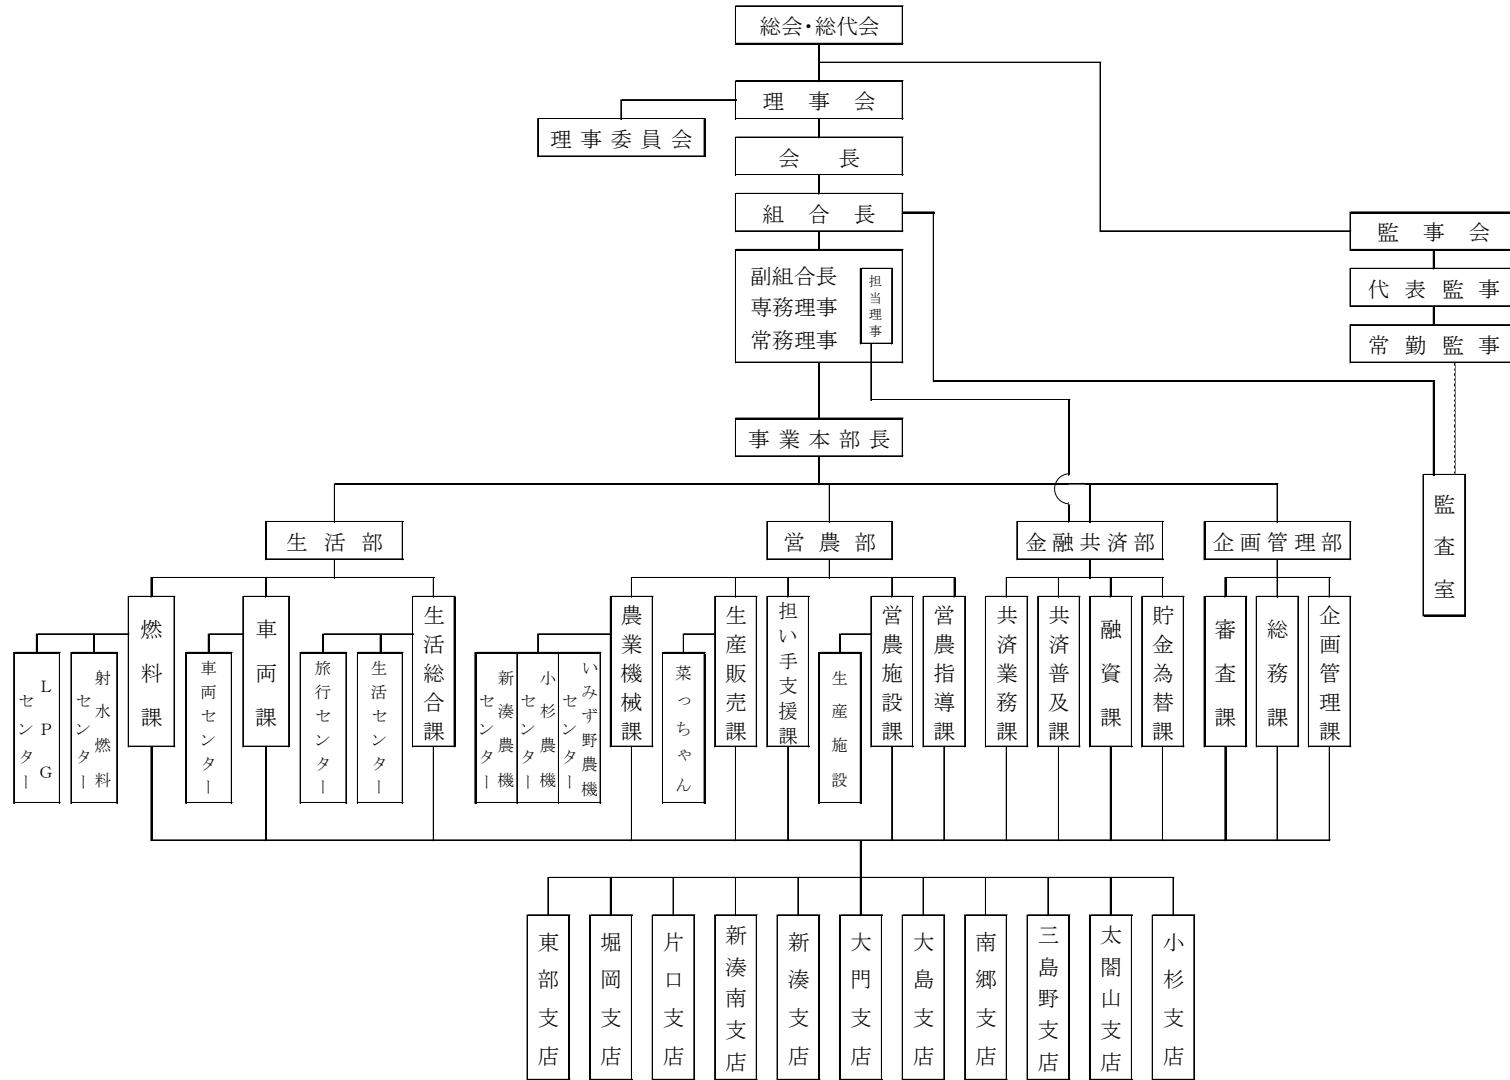 総会・総代会
理事会
理事委員会
会長
組合長
監事会
代表監事
常勤監事
副組合長
専務理事
常務理事
担当理事
事業本部長
監査室
生活部
営農部
金融共済部
企画管理部
燃料課
車両課
生活総合課
農業機械課
生産販売課
担い手支援課
営農施設課
営農指導課
共済業務課
共済普及課
融資課
貯金為替課
審査課
総務課
企画管理課
LPG
センター
射水燃料
センター
車両センター
旅行センター
生活センター
新湊農機
センター
小杉農機
センター
いみず野農機
センター
菜っちゃん
生産施設
東部支店
堀岡支店
片口支店
新湊南支店
新湊支店
大門支店
大島支店
南郷支店
三島野支店
太閤山支店
小杉支店